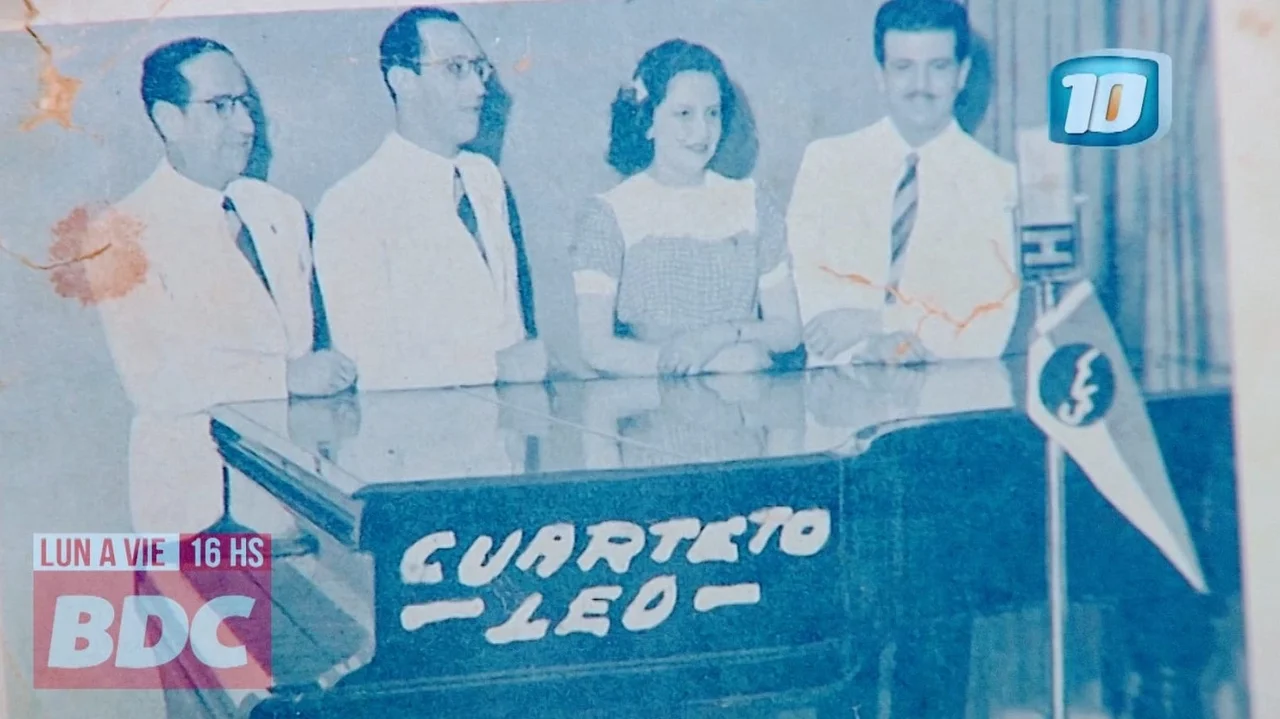 10
H
CUARTETO
- LEO -
LUN A VIE 16 HS
BDC